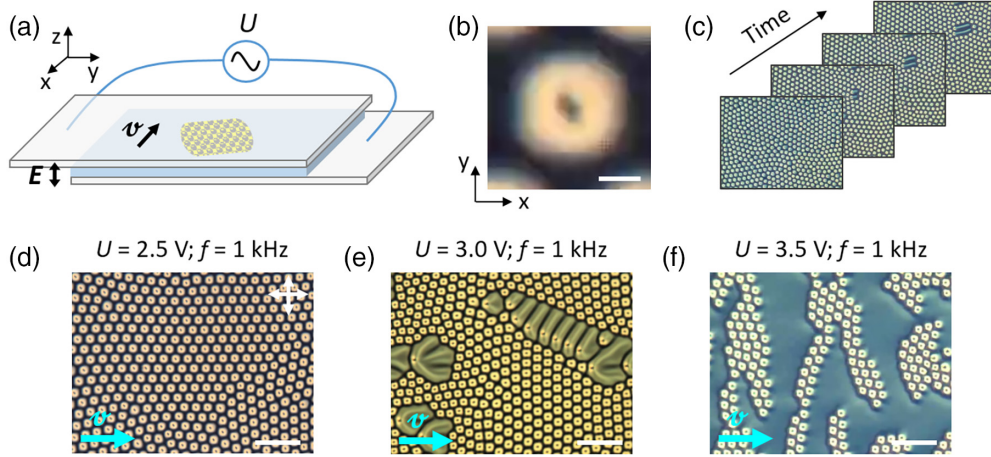 (a)
U
z
y
x
v
E
(b)
y
x
(c)
Time
(d)
U = 2.5 V; f = 1 kHz
v
(e)
U = 3.0 V; f = 1 kHz
v
(f)
U = 3.5 V; f = 1 kHz
v